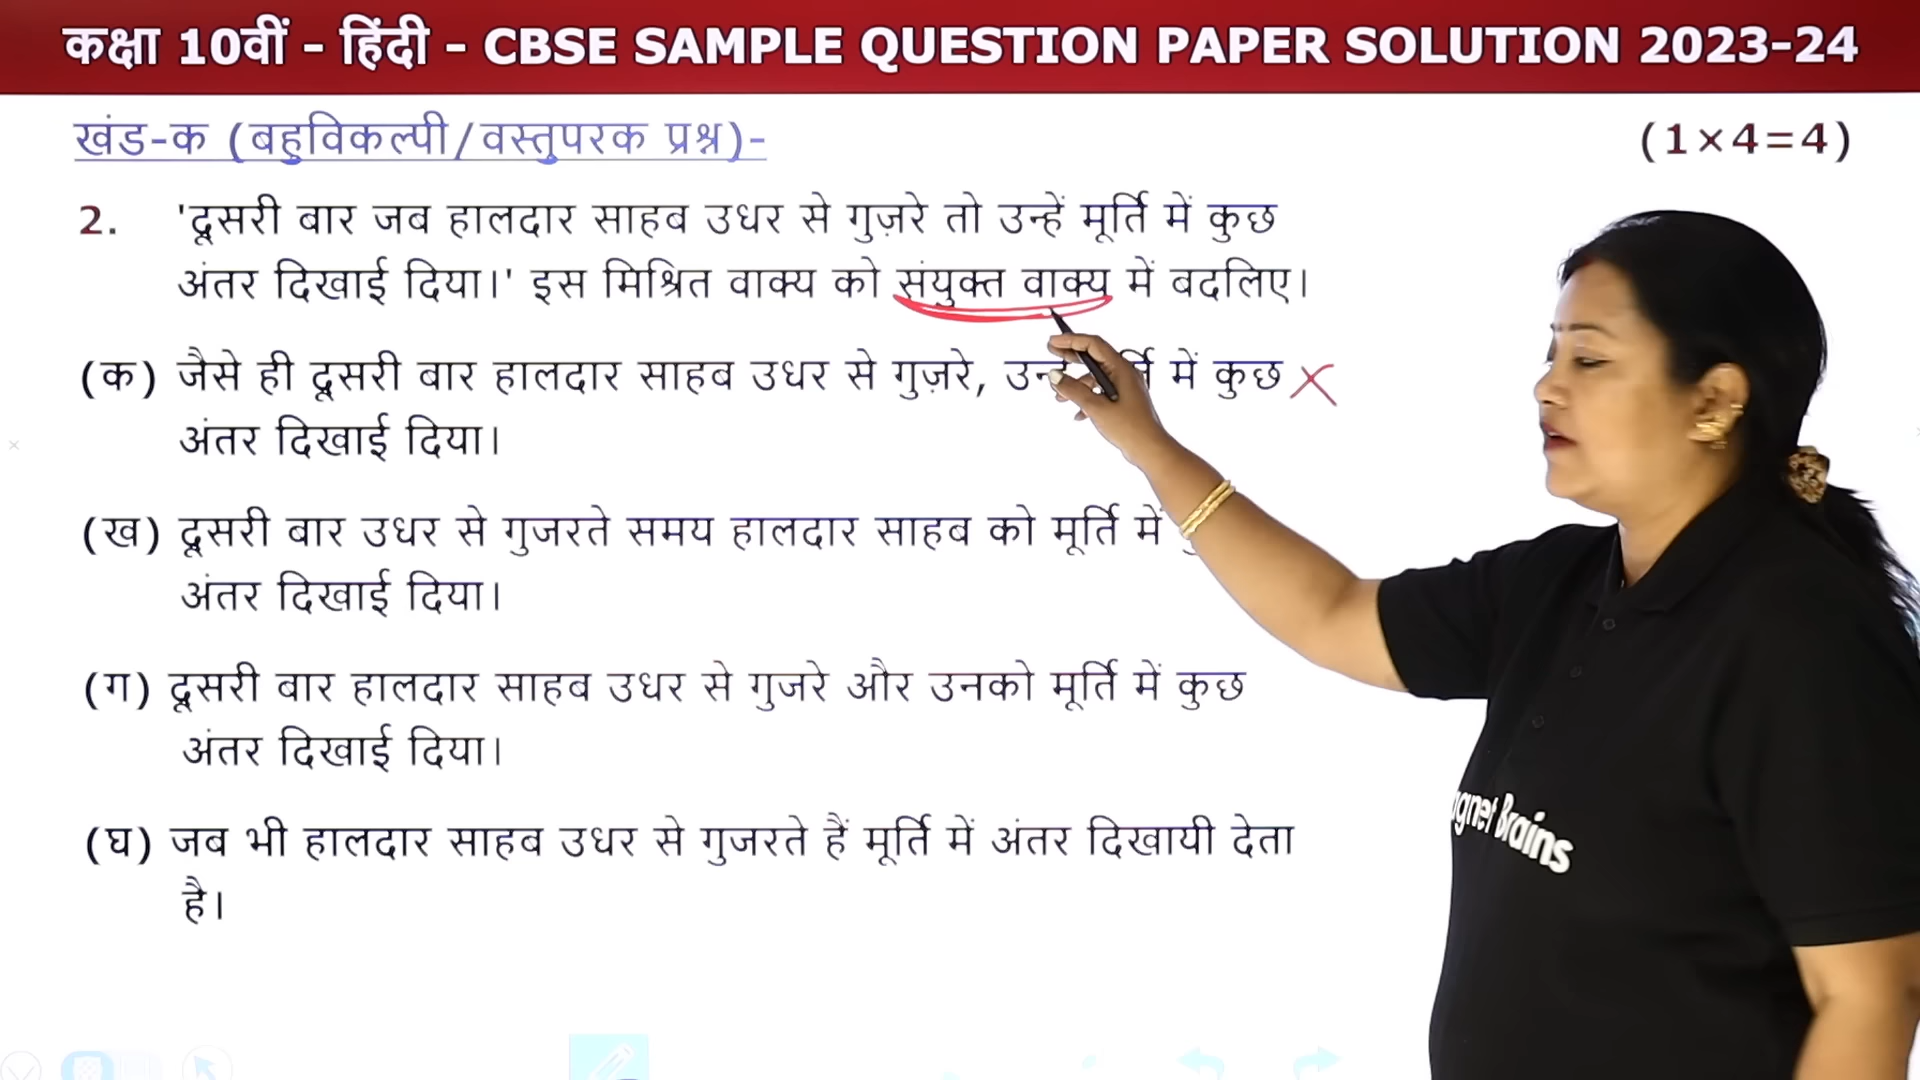 कक्षा 10वीं - हिंदी - CBSE SAMPLE QUESTION PAPER SOLUTION 2023-24
खंड-क (बहुविकल्पी/वस्तुपरक प्रश्न)-
(1×4=4)
2. 'दूसरी बार जब हालदार साहब उधर से गुज़रे तो उन्हें मूर्ति में कुछ
अंतर दिखाई दिया।' इस मिश्रित वाक्य को संयुक्त वाक्य में बदलिए।
(क) जैसे ही दूसरी बार हालदार साहब उधर से गुज़रे, में कुछ
अंतर दिखाई दिया।
(ख) दूसरी बार उधर से गुजरते समय हालदार साहब को मूर्ति में
अंतर दिखाई दिया।
(ग) दूसरी बार हालदार साहब उधर से गुजरे और उनको मूर्ति में कुछ
अंतर दिखाई दिया।
(घ) जब भी हालदार साहब उधर से गुजरते हैं मूर्ति में अंतर दिखायी देता
है।
Brains